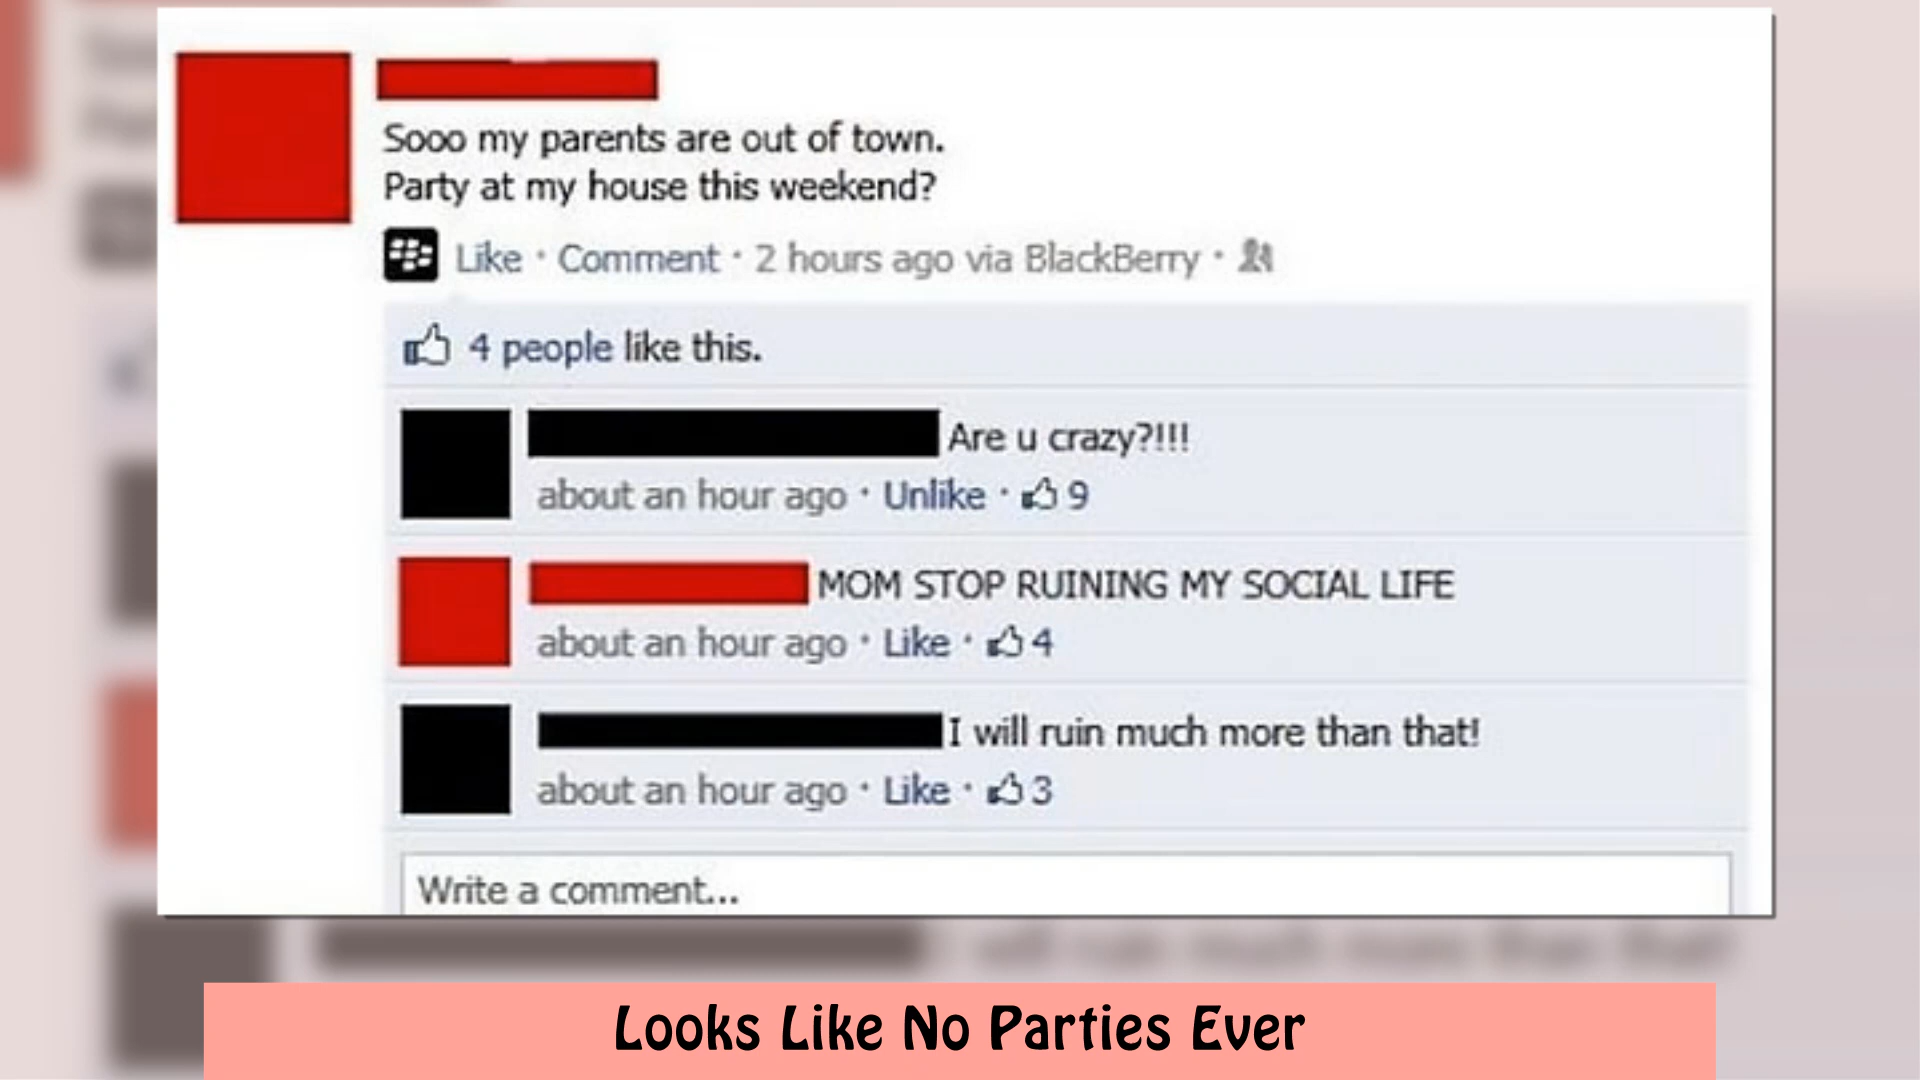 Sooo my parents are out of town.
Party at my house this weekend?
Like · Comment · 2 hours ago via BlackBerry ·
4 people like this.
Are u crazy?!!!
about an hour ago · Unlike · 9
MOM STOP RUINING MY SOCIAL LIFE
about an hour ago · Like · 4
I will ruin much more than that!
about an hour ago · Like · 3
Write a comment...
Looks Like No Parties Ever